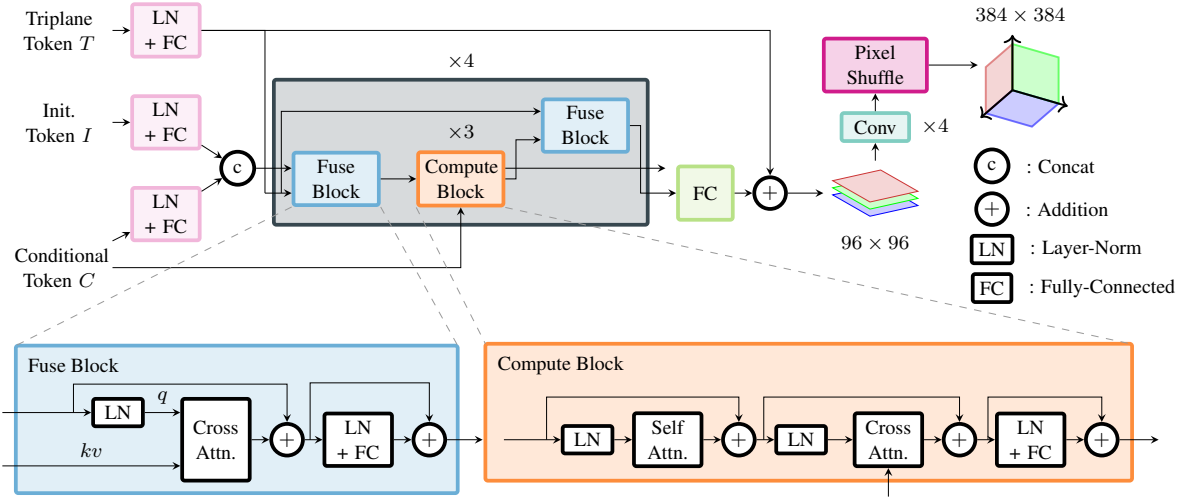 Triplane
Token T
LN
+ FC
Init.
Token I
LN
+ FC
LN
+ FC
Conditional
Token C
c
×4
×3
Fuse
Block
Compute
Block
Fuse
Block
FC
+
Pixel
Shuffle
Conv
×4
96 × 96
384 × 384
c : Concat
+ : Addition
LN : Layer-Norm
FC : Fully-Connected
Fuse Block
LN
q
kv
Cross
Attn.
+
LN
+ FC
+
Compute Block
LN
Self
Attn.
+
LN
Cross
Attn.
+
LN
+ FC
+